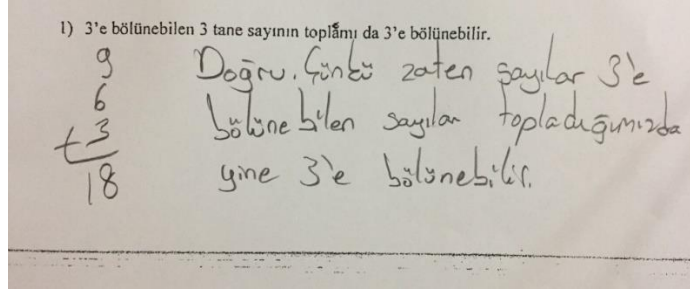 1) 3'e bölünebilen 3 tane sayının toplamı da 3'e bölünebilir.
9 Doğru. Çünkü zaten sayılar 3'e
6 bölünebilen sayılar topladığımızda
+3 yine 3'e bölünebilir.
18